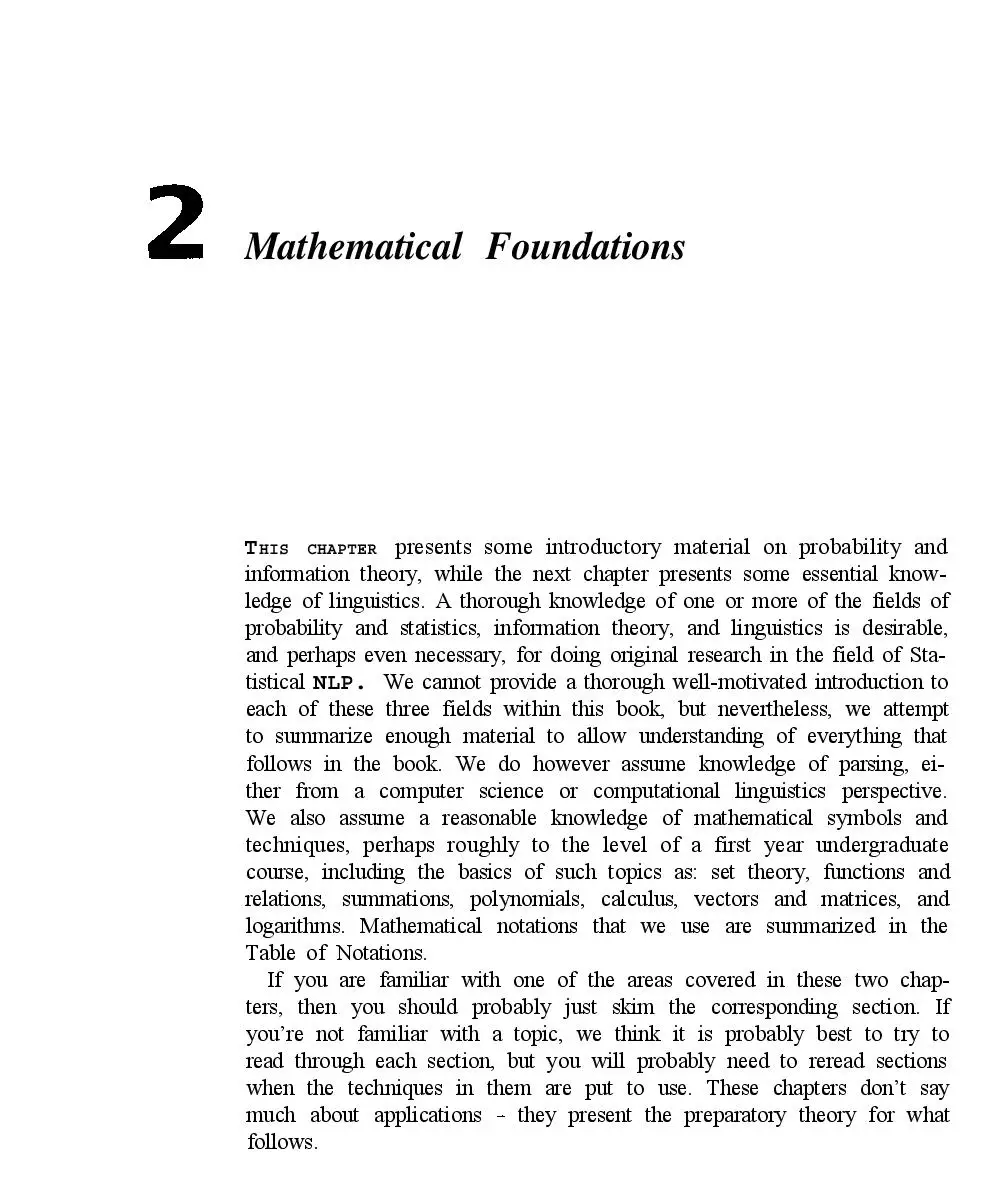 2 Mathematical Foundations
THIS CHAPTER presents some introductory material on probability and
information theory, while the next chapter presents some essential know-
ledge of linguistics. A thorough knowledge of one or more of the fields of
probability and statistics, information theory, and linguistics is desirable,
and perhaps even necessary, for doing original research in the field of Sta-
tistical NLP. We cannot provide a thorough well-motivated introduction to
each of these three fields within this book, but nevertheless, we attempt
to summarize enough material to allow understanding of everything that
follows in the book. We do however assume knowledge of parsing, ei-
ther from a computer science or computational linguistics perspective.
We also assume a reasonable knowledge of mathematical symbols and
techniques, perhaps roughly to the level of a first year undergraduate
course, including the basics of such topics as: set theory, functions and
relations, summations, polynomials, calculus, vectors and matrices, and
logarithms. Mathematical notations that we use are summarized in the
Table of Notations.
If you are familiar with one of the areas covered in these two chap-
ters, then you should probably just skim the corresponding section. If
you're not familiar with a topic, we think it is probably best to try to
read through each section, but you will probably need to reread sections
when the techniques in them are put to use. These chapters don't say
much about applications - they present the preparatory theory for what
follows.